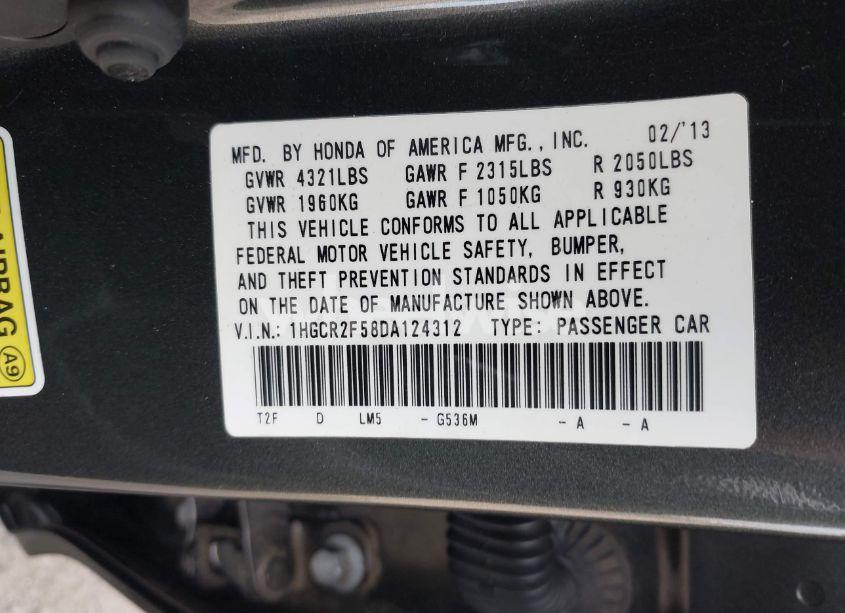 MFD. BY HONDA OF AMERICA MFG., INC. 02/'13
GVWR 4321LBS GAWR F 2315LBS R 2050LBS
GVWR 1960KG GAWR F 1050KG R 930KG
THIS VEHICLE CONFORMS TO ALL APPLICABLE
FEDERAL MOTOR VEHICLE SAFETY, BUMPER,
AND THEFT PREVENTION STANDARDS IN EFFECT
ON THE DATE OF MANUFACTURE SHOWN ABOVE.
V.I.N.: 1HGCR2F58DA124312 TYPE: PASSENGER CAR
T2F D LM5 - G536M - A - A
AIRBAG
A9